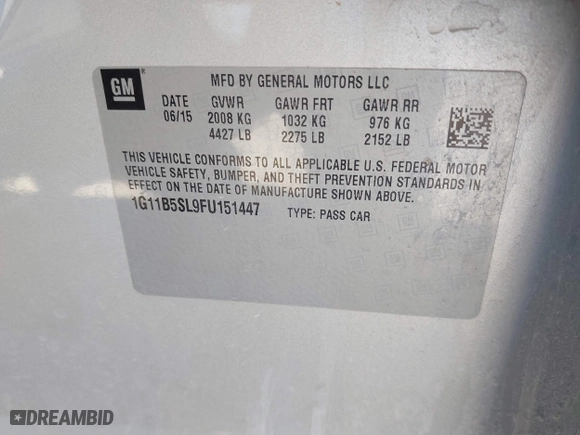 GM
MFD BY GENERAL MOTORS LLC
DATE GVWR GAWR FRT GAWR RR
06/15 2008 KG 1032 KG 976 KG
4427 LB 2275 LB 2152 LB
THIS VEHICLE CONFORMS TO ALL APPLICABLE U.S. FEDERAL MOTOR
VEHICLE SAFETY, BUMPER, AND THEFT PREVENTION STANDARDS IN
EFFECT ON THE DATE OF MANUFACTURE SHOWN ABOVE.
1G11B5SL9FU151447 TYPE: PASS CAR
DREAMBID